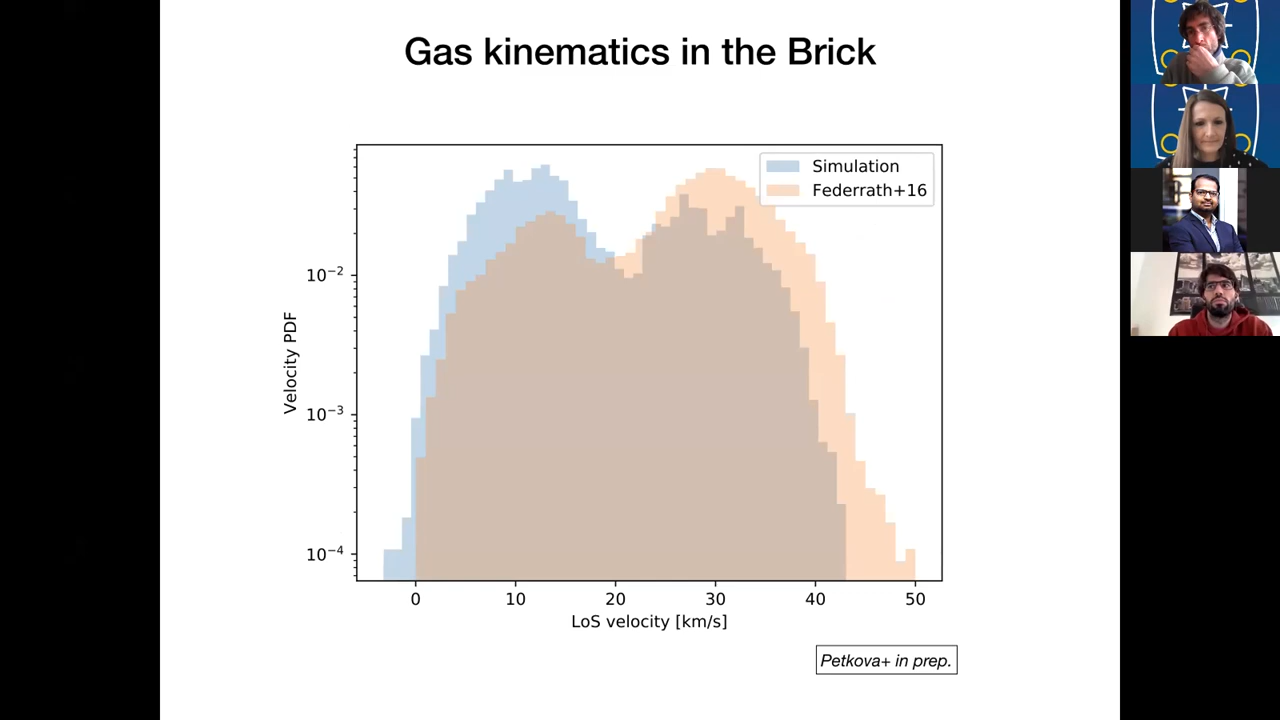 Gas kinematics in the Brick
Simulation
Federrath+16
10⁻²
10⁻³
10⁻⁴
Velocity PDF
0 10 20 30 40 50
LoS velocity [km/s]
Petkova+ in prep.